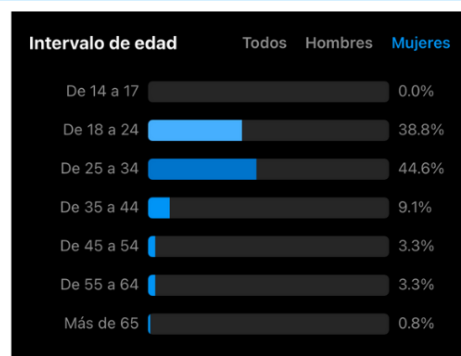 Intervalo de edad Todos Hombres Mujeres
De 14 a 17 0.0%
De 18 a 24 38.8%
De 25 a 34 44.6%
De 35 a 44 9.1%
De 45 a 54 3.3%
De 55 a 64 3.3%
Más de 65 0.8%